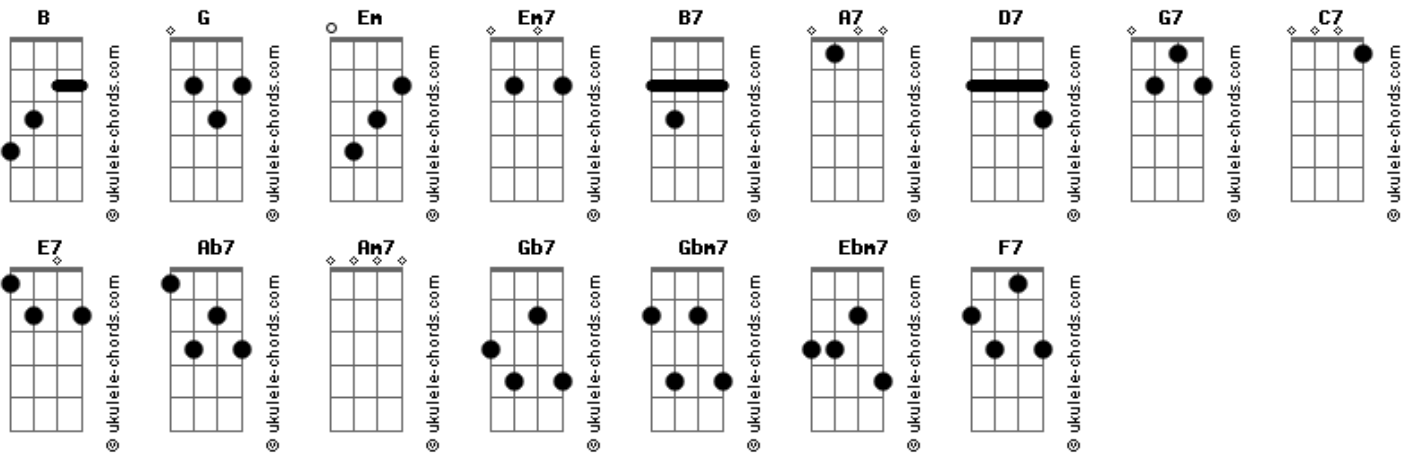 B G Em Em7 B7 A7 D7 G7 C7
© ukulele-chords.com © ukulele-chords.com © ukulele-chords.com © ukulele-chords.com © ukulele-chords.com © ukulele-chords.com © ukulele-chords.com © ukulele-chords.com © ukulele-chords.com
E7 Ab7 Am7 Gb7 Gbm7 Ebm7 F7
© ukulele-chords.com © ukulele-chords.com © ukulele-chords.com © ukulele-chords.com © ukulele-chords.com © ukulele-chords.com © ukulele-chords.com